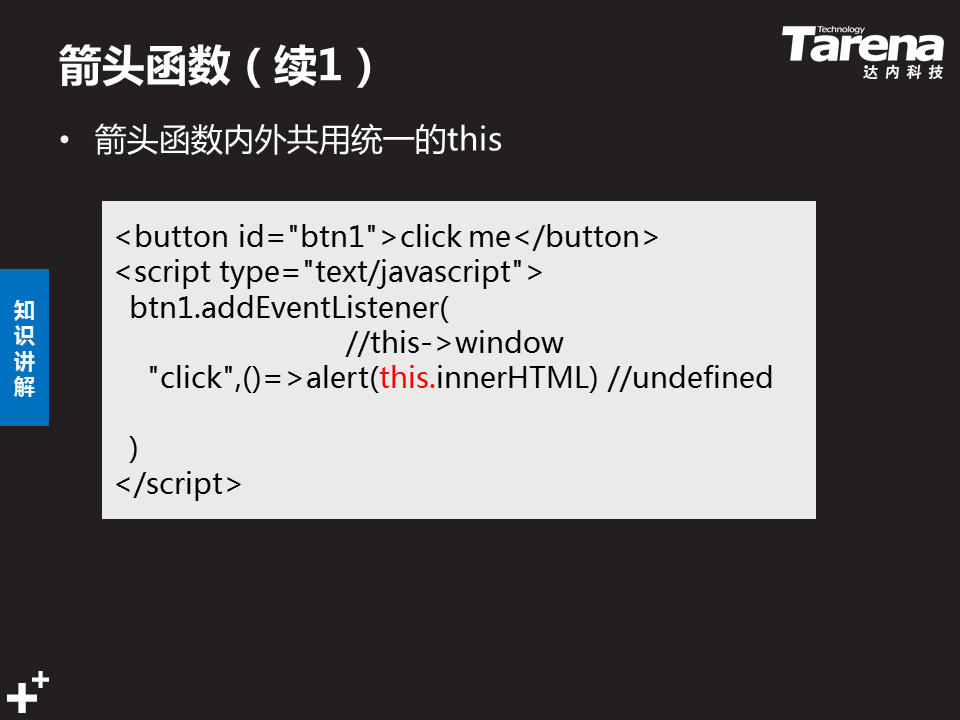 箭头函数（续1）
Technology
Tarena
达内科技
• 箭头函数内外共用统一的this
<button id="btn1">click me</button>
<script type="text/javascript">
btn1.addEventListener(
//this->window
"click",()=>alert(this.innerHTML) //undefined
)
</script>
知识讲解